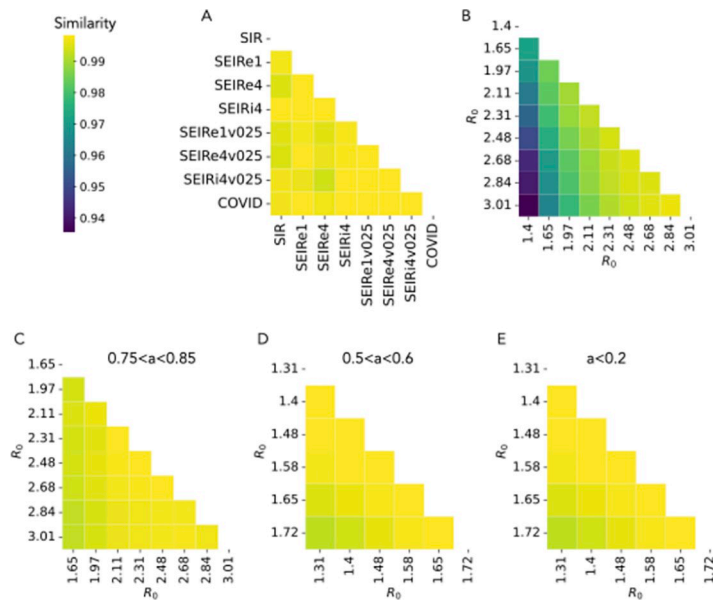 Similarity
0.99
0.98
0.97
0.96
0.95
0.94
A
SIR
SEIRe1
SEIRe4
SEIRi4
SEIRe1v025
SEIRe4v025
SEIRi4v025
COVID
SIR
SEIRe1
SEIRe4
SEIRi4
SEIRe1v025
SEIRe4v025
SEIRi4v025
COVID
B
1.4
1.65
1.97
2.11
2.31
2.48
2.68
2.84
3.01
R0
1.4
1.65
1.97
2.11
2.31
2.48
2.68
2.84
3.01
R0
C
0.75<a<0.85
1.65
1.97
2.11
2.31
2.48
2.68
2.84
3.01
R0
1.65
1.97
2.11
2.31
2.48
2.68
2.84
3.01
R0
D
0.5<a<0.6
1.31
1.4
1.48
1.58
1.65
1.72
R0
1.31
1.4
1.48
1.58
1.65
1.72
R0
E
a<0.2
1.31
1.4
1.48
1.58
1.65
1.72
R0
1.31
1.4
1.48
1.58
1.65
1.72
R0